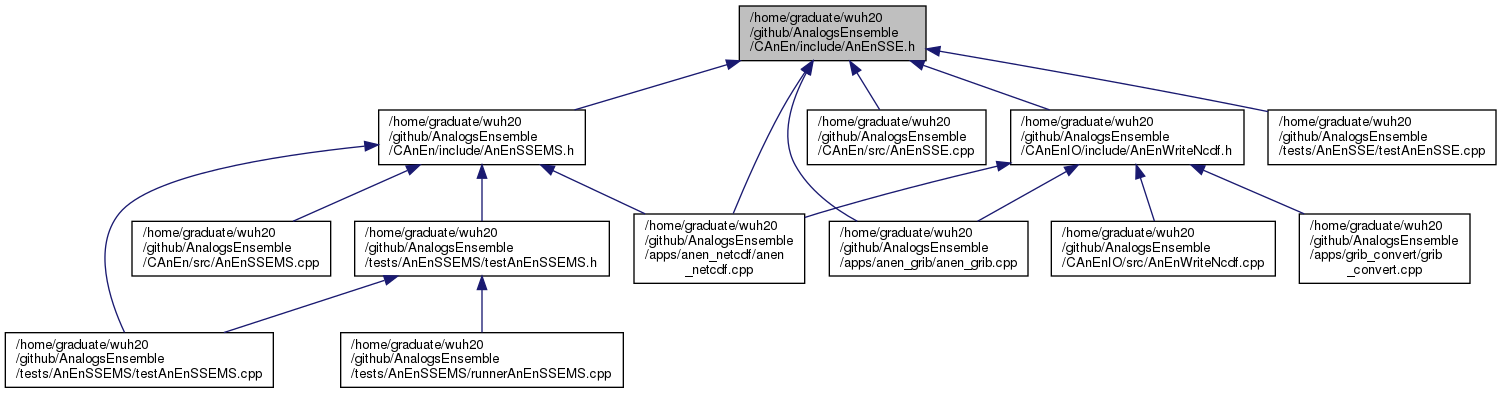 /home/graduate/wuh20
/github/AnalogsEnsemble
/CAnEn/include/AnEnSSE.h
/home/graduate/wuh20
/github/AnalogsEnsemble
/CAnEn/include/AnEnSSEMS.h
/home/graduate/wuh20
/github/AnalogsEnsemble
/CAnEn/src/AnEnSSE.cpp
/home/graduate/wuh20
/github/AnalogsEnsemble
/CAnEnIO/include/AnEnWriteNcdf.h
/home/graduate/wuh20
/github/AnalogsEnsemble
/tests/AnEnSSE/testAnEnSSE.cpp
/home/graduate/wuh20
/github/AnalogsEnsemble
/CAnEn/src/AnEnSSEMS.cpp
/home/graduate/wuh20
/github/AnalogsEnsemble
/tests/AnEnSSEMS/testAnEnSSEMS.h
/home/graduate/wuh20
/github/AnalogsEnsemble
/apps/anen_netcdf/anen
_netcdf.cpp
/home/graduate/wuh20
/github/AnalogsEnsemble
/apps/anen_grib/anen_grib.cpp
/home/graduate/wuh20
/github/AnalogsEnsemble
/CAnEnIO/src/AnEnWriteNcdf.cpp
/home/graduate/wuh20
/github/AnalogsEnsemble
/apps/grib_convert/grib
_convert.cpp
/home/graduate/wuh20
/github/AnalogsEnsemble
/tests/AnEnSSEMS/testAnEnSSEMS.cpp
/home/graduate/wuh20
/github/AnalogsEnsemble
/tests/AnEnSSEMS/runnerAnEnSSEMS.cpp